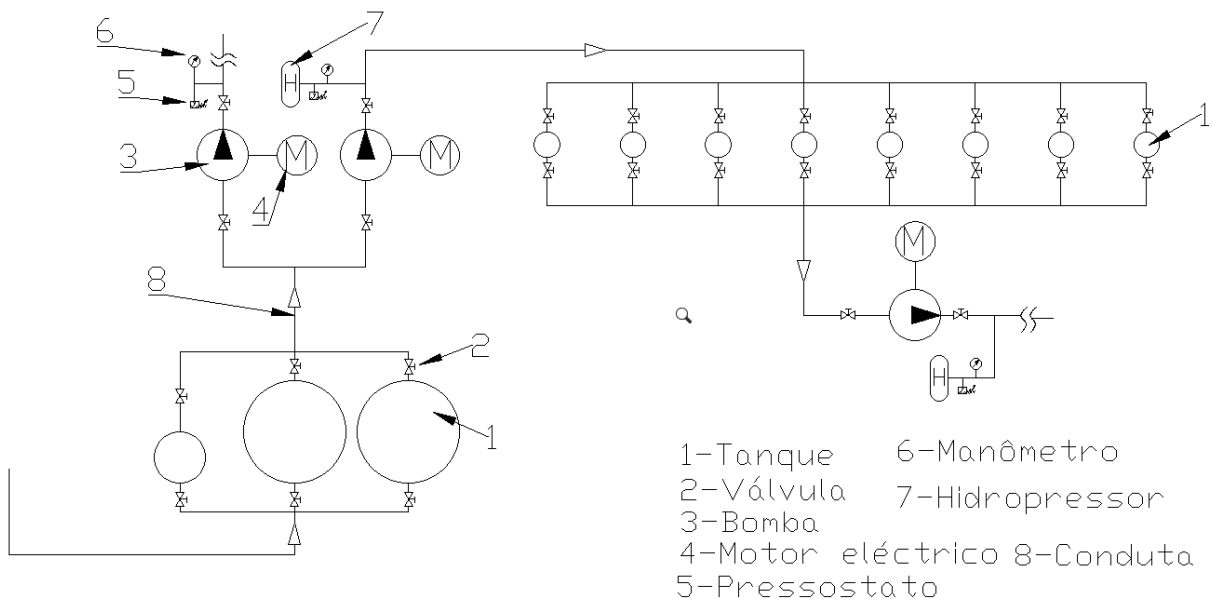 6
7
5
H
1
3
M
M
4
M
8
2
H
1
1-Tanque
6-Manômetro
2-Válvula
7-Hidropressor
3-Bomba
4-Motor eléctrico
8-Conduta
5-Pressostato